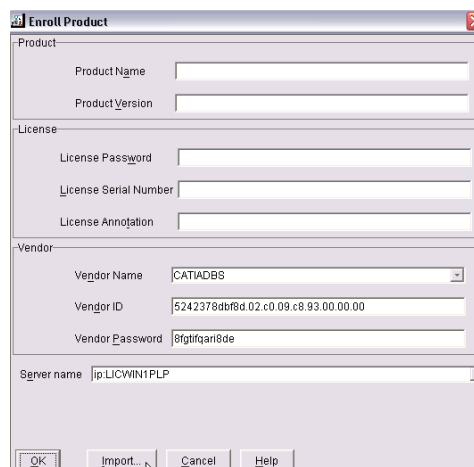 Enroll Product
Product
Product Name
Product Version
License
License Password
License Serial Number
License Annotation
Vendor
Vendor Name CATIADBS
Vendor ID 5242378dbf8d.02.c0.09.c8.93.00.00.00
Vendor Password 8fgtifqari8de
Server name ip:LICWIN1PLP
OK Import... Cancel Help